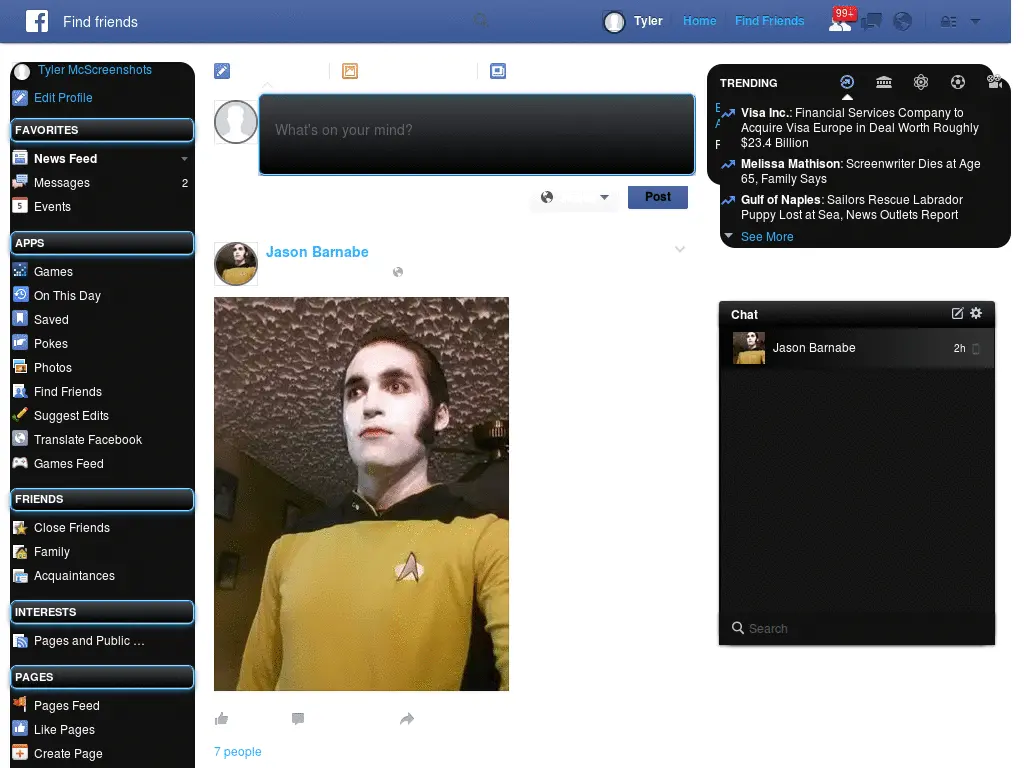 Find friends
Tyler
Home
Find Friends
99+
Tyler McScreenshots
Edit Profile
FAVORITES
News Feed
Messages 2
5
Events
APPS
Games
On This Day
Saved
Pokes
Photos
Find Friends
Suggest Edits
Translate Facebook
Games Feed
FRIENDS
Close Friends
Family
Acquaintances
INTERESTS
Pages and Public ...
PAGES
Pages Feed
Like Pages
Create Page
What's on your mind?
Post
Jason Barnabe
7 people
TRENDING
Visa Inc.: Financial Services Company to
Acquire Visa Europe in Deal Worth Roughly
$23.4 Billion
Melissa Mathison: Screenwriter Dies at Age
65, Family Says
Gulf of Naples: Sailors Rescue Labrador
Puppy Lost at Sea, News Outlets Report
See More
Chat
Jason Barnabe 2h
Search